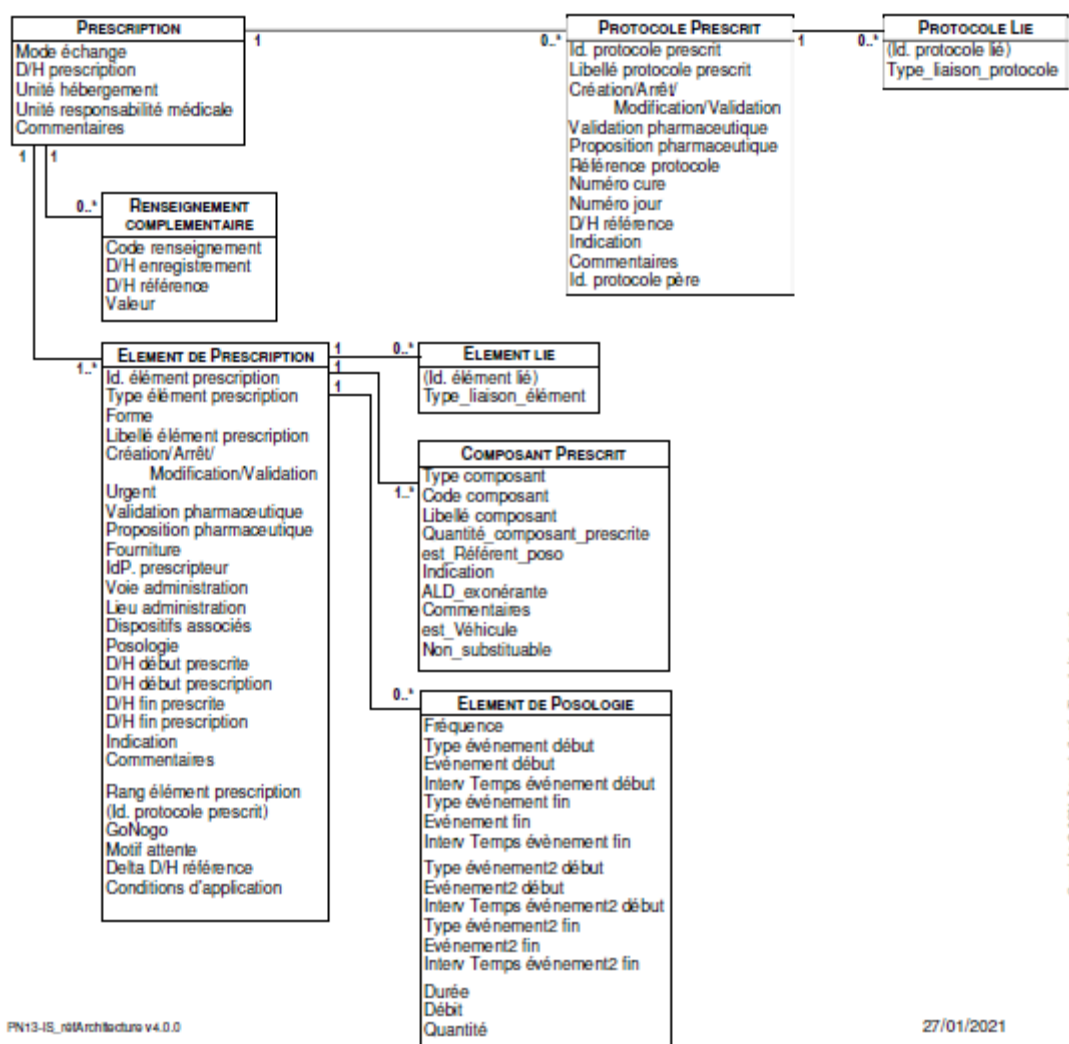 PRESCRIPTION
Mode échange
D/H prescription
Unité hébergement
Unité responsabilité médicale
Commentaires
1
0..*
PROTOCOLE PRESCRIT
Id. protocole prescrit
Libellé protocole prescrit
Création/Arrêt/
Modification/Validation
Validation pharmaceutique
Proposition pharmaceutique
Référence protocole
Numéro cure
Numéro jour
D/H référence
Indication
Commentaires
Id. protocole père
1
0..*
PROTOCOLE LIE
(Id. protocole lié)
Type_liaison_protocole
1
1
0..*
RENSEIGNEMENT
COMPLEMENTAIRE
Code renseignement
D/H enregistrement
D/H référence
Valeur
1..*
ELEMENT DE PRESCRIPTION
Id. élément prescription
Type élément prescription
Forme
Libellé élément prescription
Création/Arrêt/
Modification/Validation
Urgent
Validation pharmaceutique
Proposition pharmaceutique
Fourniture
IdP. prescripteur
Voie administration
Lieu administration
Dispositifs associés
Posologie
D/H début prescrite
D/H début prescription
D/H fin prescrite
D/H fin prescription
Indication
Commentaires
Rang élément prescription
(Id. protocole prescrit)
GoNogo
Motif attente
Delta D/H référence
Conditions d'application
1
0..*
1
1
ELEMENT LIE
(Id. élément lié)
Type_liaison_élément
1..*
COMPOSANT PRESCRIT
Type composant
Code composant
Libellé composant
Quantité_composant_prescrite
est_Référent_poso
Indication
ALD_exonérante
Commentaires
est_Véhicule
Non_substituable
0..*
ELEMENT DE POSOLOGIE
Fréquence
Type événement début
Evénement début
Interv Temps événement début
Type événement fin
Evénement fin
Interv Temps évènement fin
Type événement2 début
Evénement2 début
Interv Temps événement2 début
Type événement2 fin
Evénement2 fin
Interv Temps événement2 fin
Durée
Débit
Quantité
PN13-IS_réfArchitecture v4.0.0
27/01/2021